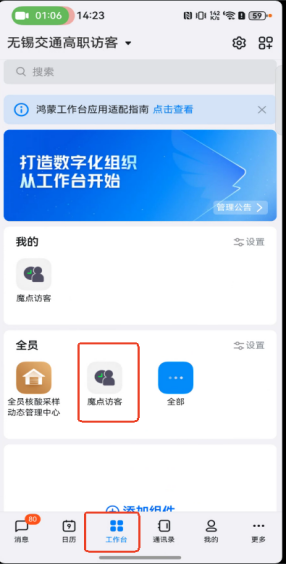 01:06 14:23 142 K/s 59
无锡交通高职访客
搜索
鸿蒙工作台应用适配指南 点击查看
打造数字化组织
从工作台开始
管理公告
我的 设置
魔点访客
全员 设置
全员核酸采样
动态管理中心
魔点访客
全部
添加组件
80
9
消息 日历 工作台 通讯录 我的 更多